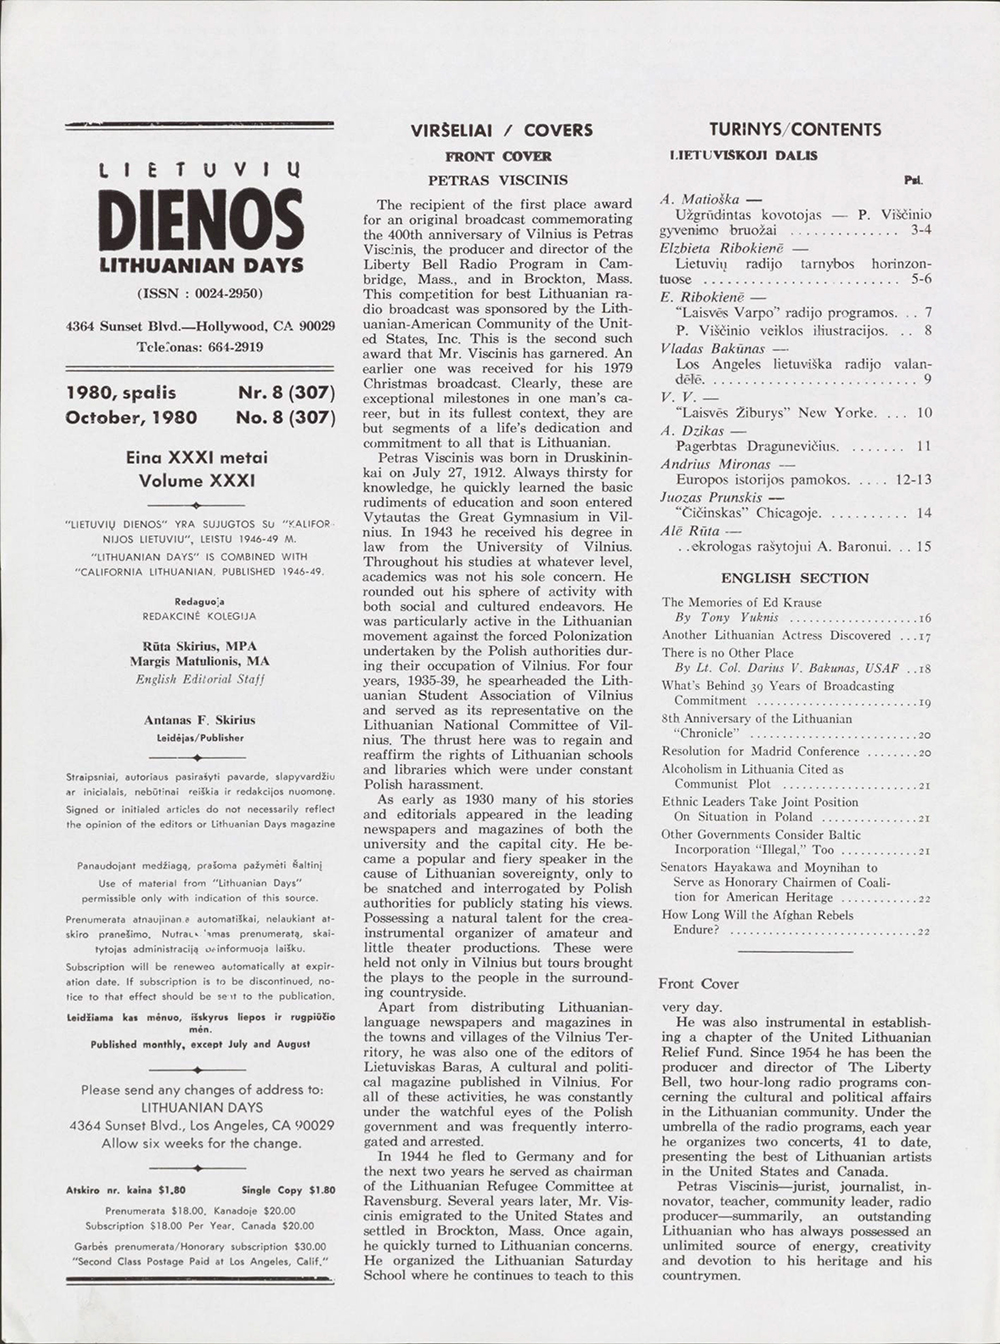 LIETUVIŲ
DIENOS
LITHUANIAN DAYS
(ISSN : 0024-2950)
4364 Sunset Blvd.—Hollywood, CA 90029
Telefonas: 664-2919
1980, spalis Nr. 8 (307)
October, 1980 No. 8 (307)
Eina XXXI metai
Volume XXXI
"LIETUVIŲ DIENOS" YRA SUJUGTOS SU "KALIFOR-
NIJOS LIETUVIU", LEISTU 1946-49 M.
"LITHUANIAN DAYS" IS COMBINED WITH
"CALIFORNIA LITHUANIAN, PUBLISHED 1946-49.
Redaguoja
REDAKCINĖ KOLEGIJA
Rūta Skirius, MPA
Margis Matulionis, MA
English Editorial Staff
Antanas F. Skirius
Leidėjas/Publisher
Straipsniai, autoriaus pasirašyti pavarde, slapyvardžiu
ar inicialais, nebūtinai reiškia ir redakcijos nuomonę.
Signed or initialed articles do not necessarily reflect
the opinion of the editors or Lithuanian Days magazine
Panaudojant medžiagą, prašoma pažymėti šaltinį
Use of material from "Lithuanian Days"
permissible only with indication of this source.
Prenumerata atnaujinan a automatiškai, nelaukiant at-
skiro pranešimo, prenumeratą, skai-
tytojas administraciją informuoja laišku.
Subscription will be renewed automatically at expir-
ation date. If subscription is to be discontinued, no-
tice to that effect should be sent to the publication.
Leidžiama kas mėnuo, išskyrus liepos ir rugpiūčio
mėn.
Published monthly, except July and August
Please send any changes of address to:
LITHUANIAN DAYS
4364 Sunset Blvd., Los Angeles, CA 90029
Allow six weeks for the change.
Atskiro nr. kaina $1.80 Single Copy $1.80
Prenumerata $18.00, Kanadoje $20.00
Subscription $18.00 Per Year, Canada $20.00
Garbės prenumerata/Honorary subscription $30.00
"Second Class Postage Paid at Los Angeles, Calif."
VIRŠELIAI / COVERS
FRONT COVER
PETRAS VISCINIS
The recipient of the first place award
for an original broadcast commemorating
the 400th anniversary of Vilnius is Petras
Viscinis, the producer and director of the
Liberty Bell Radio Program in Cam-
bridge, Mass., and in Brockton, Mass.
This competition for best Lithuanian ra-
dio broadcast was sponsored by the Lith-
uanian-American Community of the Unit-
ed States, Inc. This is the second such
award that Mr. Viscinis has garnered. An
earlier one was received for his 1979
Christmas broadcast. Clearly, these are
exceptional milestones in one man's ca-
reer, but in its fullest context, they are
but segments of a life's dedication and
commitment to all that is Lithuanian.
Petras Viscinis was born in Druskinin-
kai on July 27, 1912. Always thirsty for
knowledge, he quickly learned the basic
rudiments of education and soon entered
Vytautas the Great Gymnasium in Vil-
nius. In 1943 he received his degree in
law from the University of Vilnius.
Throughout his studies at whatever level,
academics was not his sole concern. He
rounded out his sphere of activity with
both social and cultured endeavors. He
was particularly active in the Lithuanian
movement against the forced Polonization
undertaken by the Polish authorities dur-
ing their occupation of Vilnius. For four
years, 1935-39, he spearheaded the Lith-
uanian Student Association of Vilnius
and served as its representative on the
Lithuanian National Committee of Vil-
nius. The thrust here was to regain and
reaffirm the rights of Lithuanian schools
and libraries which were under constant
Polish harassment.
As early as 1930 many of his stories
and editorials appeared in the leading
newspapers and magazines of both the
university and the capital city. He be-
came a popular and fiery speaker in the
cause of Lithuanian sovereignty, only to
be snatched and interrogated by Polish
authorities for publicly stating his views.
Possessing a natural talent for the crea-
instrumental organizer of amateur and
little theater productions. These were
held not only in Vilnius but tours brought
the plays to the people in the surround-
ing countryside.
Apart from distributing Lithuanian-
language newspapers and magazines in
the towns and villages of the Vilnius Ter-
ritory, he was also one of the editors of
Lietuviskas Baras, A cultural and politi-
cal magazine published in Vilnius. For
all of these activities, he was constantly
under the watchful eyes of the Polish
government and was frequently interro-
gated and arrested.
In 1944 he fled to Germany and for
the next two years he served as chairman
of the Lithuanian Refugee Committee at
Ravensburg. Several years later, Mr. Vis-
cinis emigrated to the United States and
settled in Brockton, Mass. Once again,
he quickly turned to Lithuanian concerns.
He organized the Lithuanian Saturday
School where he continues to teach to this
TURINYS/CONTENTS
LIETUVIŠKOJI DALIS
Psl.
A. Matioška —
Užgrūdintas kovotojas — P. Viščinio
gyvenimo bruožai .............. 3-4
Elzbieta Ribokienė —
Lietuvių radijo tarnybos horinzon-
tuose ......................... 5-6
E. Ribokienė —
"Laisvės Varpo" radijo programos. . . 7
P. Viščinio veiklos iliustracijos. . . 8
Vladas Bakūnas —
Los Angeles lietuviška radijo valan-
dėlė. .......................... 9
V. V. —
"Laisvės Žiburys" New Yorke. ... 10
A. Dzikas —
Pagerbtas Dragunevičius. ....... 11
Andrius Mironas —
Europos istorijos pamokos. ..... 12-13
Juozas Prunskis —
"Čičinskas" Chicagoje. .......... 14
Alė Rūta —
. .ekrologas rašytojui A. Baronui. . . 15
ENGLISH SECTION
The Memories of Ed Krause
By Tony Yuknis ....................16
Another Lithuanian Actress Discovered ...17
There is no Other Place
By Lt. Col. Darius V. Bakunas, USAF ..18
What's Behind 39 Years of Broadcasting
Commitment .........................19
8th Anniversary of the Lithuanian
"Chronicle" ..........................20
Resolution for Madrid Conference ........20
Alcoholism in Lithuania Cited as
Communist Plot .....................21
Ethnic Leaders Take Joint Position
On Situation in Poland ...............21
Other Governments Consider Baltic
Incorporation "Illegal," Too ............21
Senators Hayakawa and Moynihan to
Serve as Honorary Chairmen of Coali-
tion for American Heritage ............22
How Long Will the Afghan Rebels
Endure? .............................22
Front Cover
very day.
He was also instrumental in establish-
ing a chapter of the United Lithuanian
Relief Fund. Since 1954 he has been the
producer and director of The Liberty
Bell, two hour-long radio programs con-
cerning the cultural and political affairs
in the Lithuanian community. Under the
umbrella of the radio programs, each year
he organizes two concerts, 41 to date,
presenting the best of Lithuanian artists
in the United States and Canada.
Petras Viscinis—jurist, journalist, in-
novator, teacher, community leader, radio
producer—summarily, an outstanding
Lithuanian who has always possessed an
unlimited source of energy, creativity
and devotion to his heritage and his
countrymen.